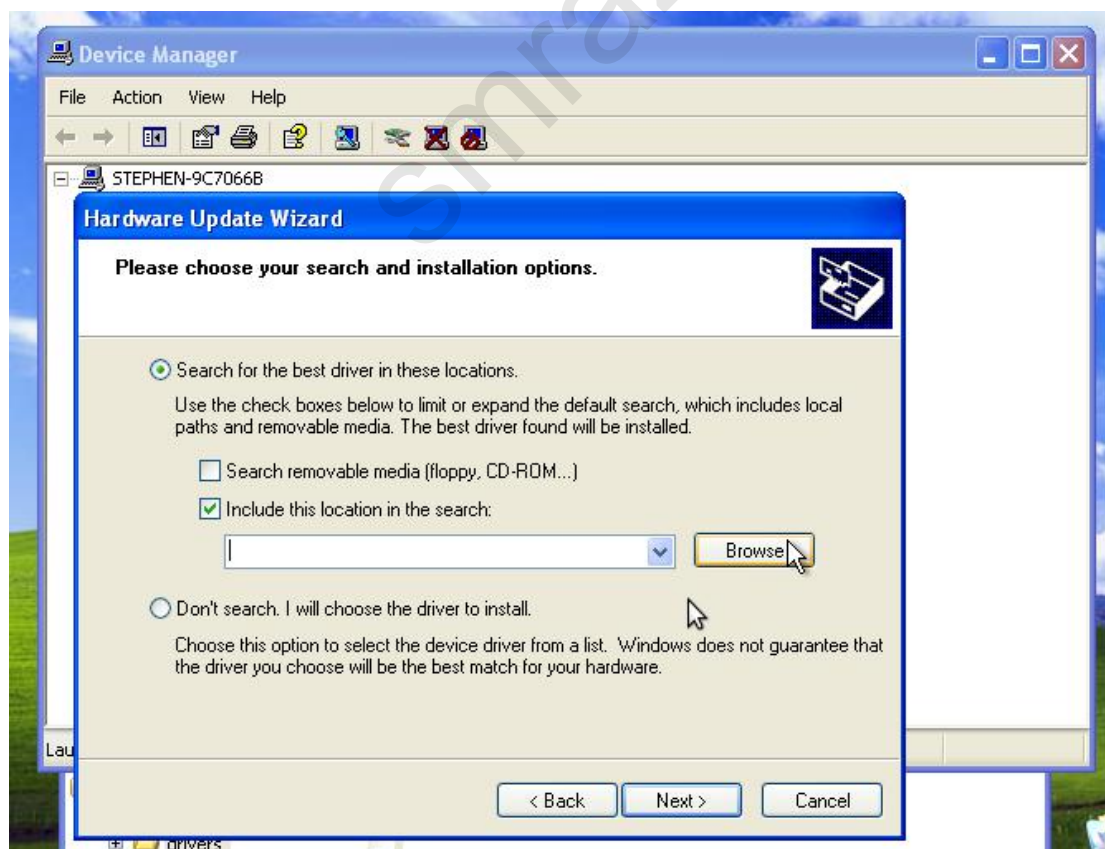 smraz
Device Manager
File Action View Help
STEPHEN-9C7066B
Hardware Update Wizard
Please choose your search and installation options.
Search for the best driver in these locations.
Use the check boxes below to limit or expand the default search, which includes local
paths and removable media. The best driver found will be installed.
Search removable media (floppy, CD-ROM...)
Include this location in the search:
Browse
Don't search. I will choose the driver to install.
Choose this option to select the device driver from a list. Windows does not guarantee that
the driver you choose will be the best match for your hardware.
Lau
< Back Next > Cancel
drivers